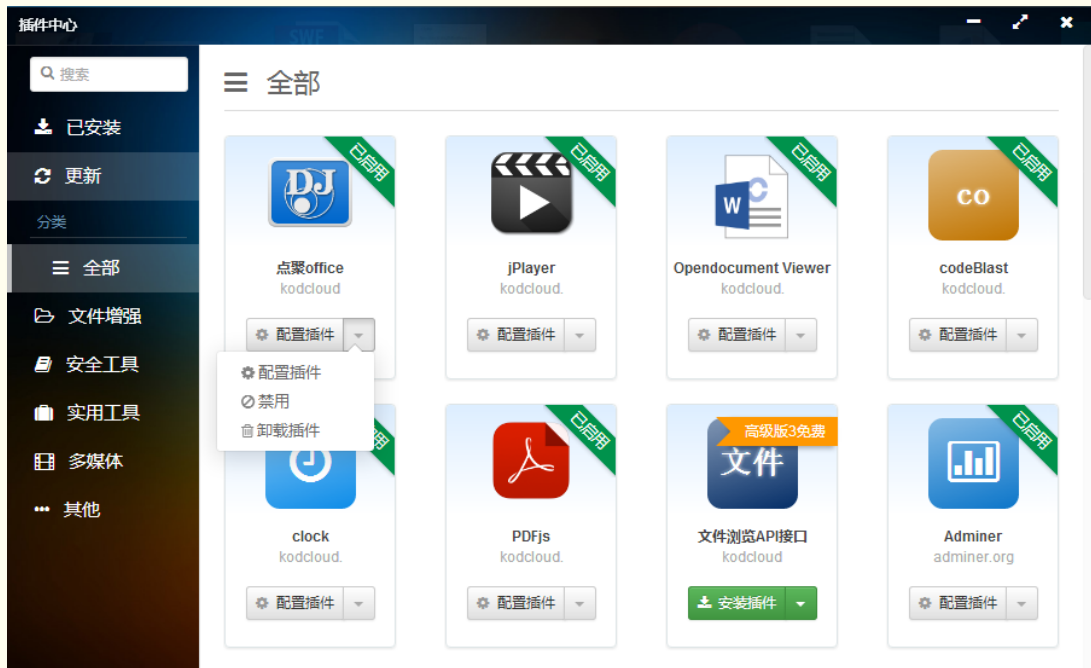 插件中心
SWF
搜索
已安装
更新
分类
全部
文件增强
安全工具
实用工具
多媒体
其他
全部
已启用
DJ
点聚office
kodcloud
配置插件
配置插件
禁用
卸载插件
已启用
jPlayer
kodcloud.
配置插件
已启用
W
Opendocument Viewer
kodcloud.
配置插件
已启用
co
codeBlast
kodcloud.
配置插件
用
clock
kodcloud.
配置插件
已启用
PDFjs
kodcloud.
配置插件
高级版3免费
文件
文件浏览API接口
kodcloud
安装插件
已启用
Adminer
adminer.org
配置插件